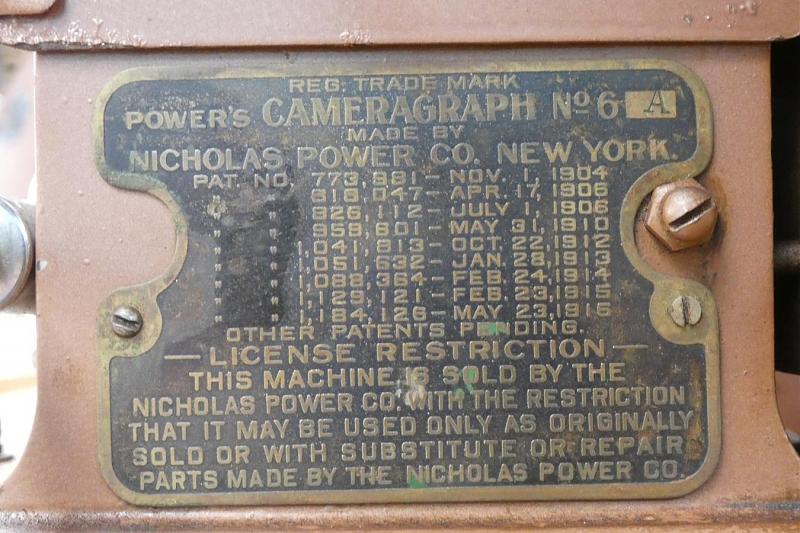 REG. TRADE MARK
POWER'S CAMERAGRAPH Nº 6 A
MADE BY
NICHOLAS POWER CO. NEW YORK.
PAT. NO. 773,991 - NOV. 1, 1904
" " 818,047 - APR. 17, 1906
" " 826,112 - JULY 1, 1906
" " 959,601 - MAY 31, 1910
" " 1,041,913 - OCT. 22, 1912
" " 1,051,632 - JAN. 28, 1913
" " 1,088,364 - FEB. 24, 1914
" " 1,129,121 - FEB. 23, 1915
" " 1,184,126 - MAY 23, 1916
OTHER PATENTS PENDING.
— LICENSE RESTRICTION —
THIS MACHINE IS SOLD BY THE
NICHOLAS POWER CO. WITH THE RESTRICTION
THAT IT MAY BE USED ONLY AS ORIGINALLY
SOLD OR WITH SUBSTITUTE OR REPAIR
PARTS MADE BY THE NICHOLAS POWER CO.